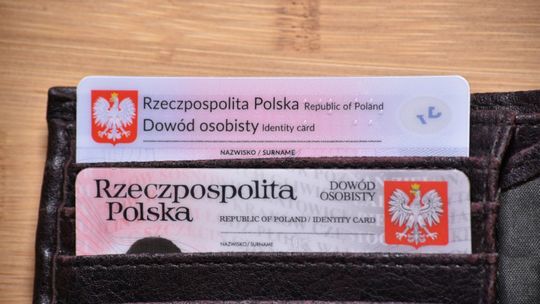 Rzeczpospolita Polska Republic of Poland
Dowód osobisty Identity card
NAZWISKO / SURNAME
Rzeczpospolita
Polska
DOWÓD
OSOBISTY
REPUBLIC OF POLAND / IDENTITY CARD
NAZWISKO/SURNAME